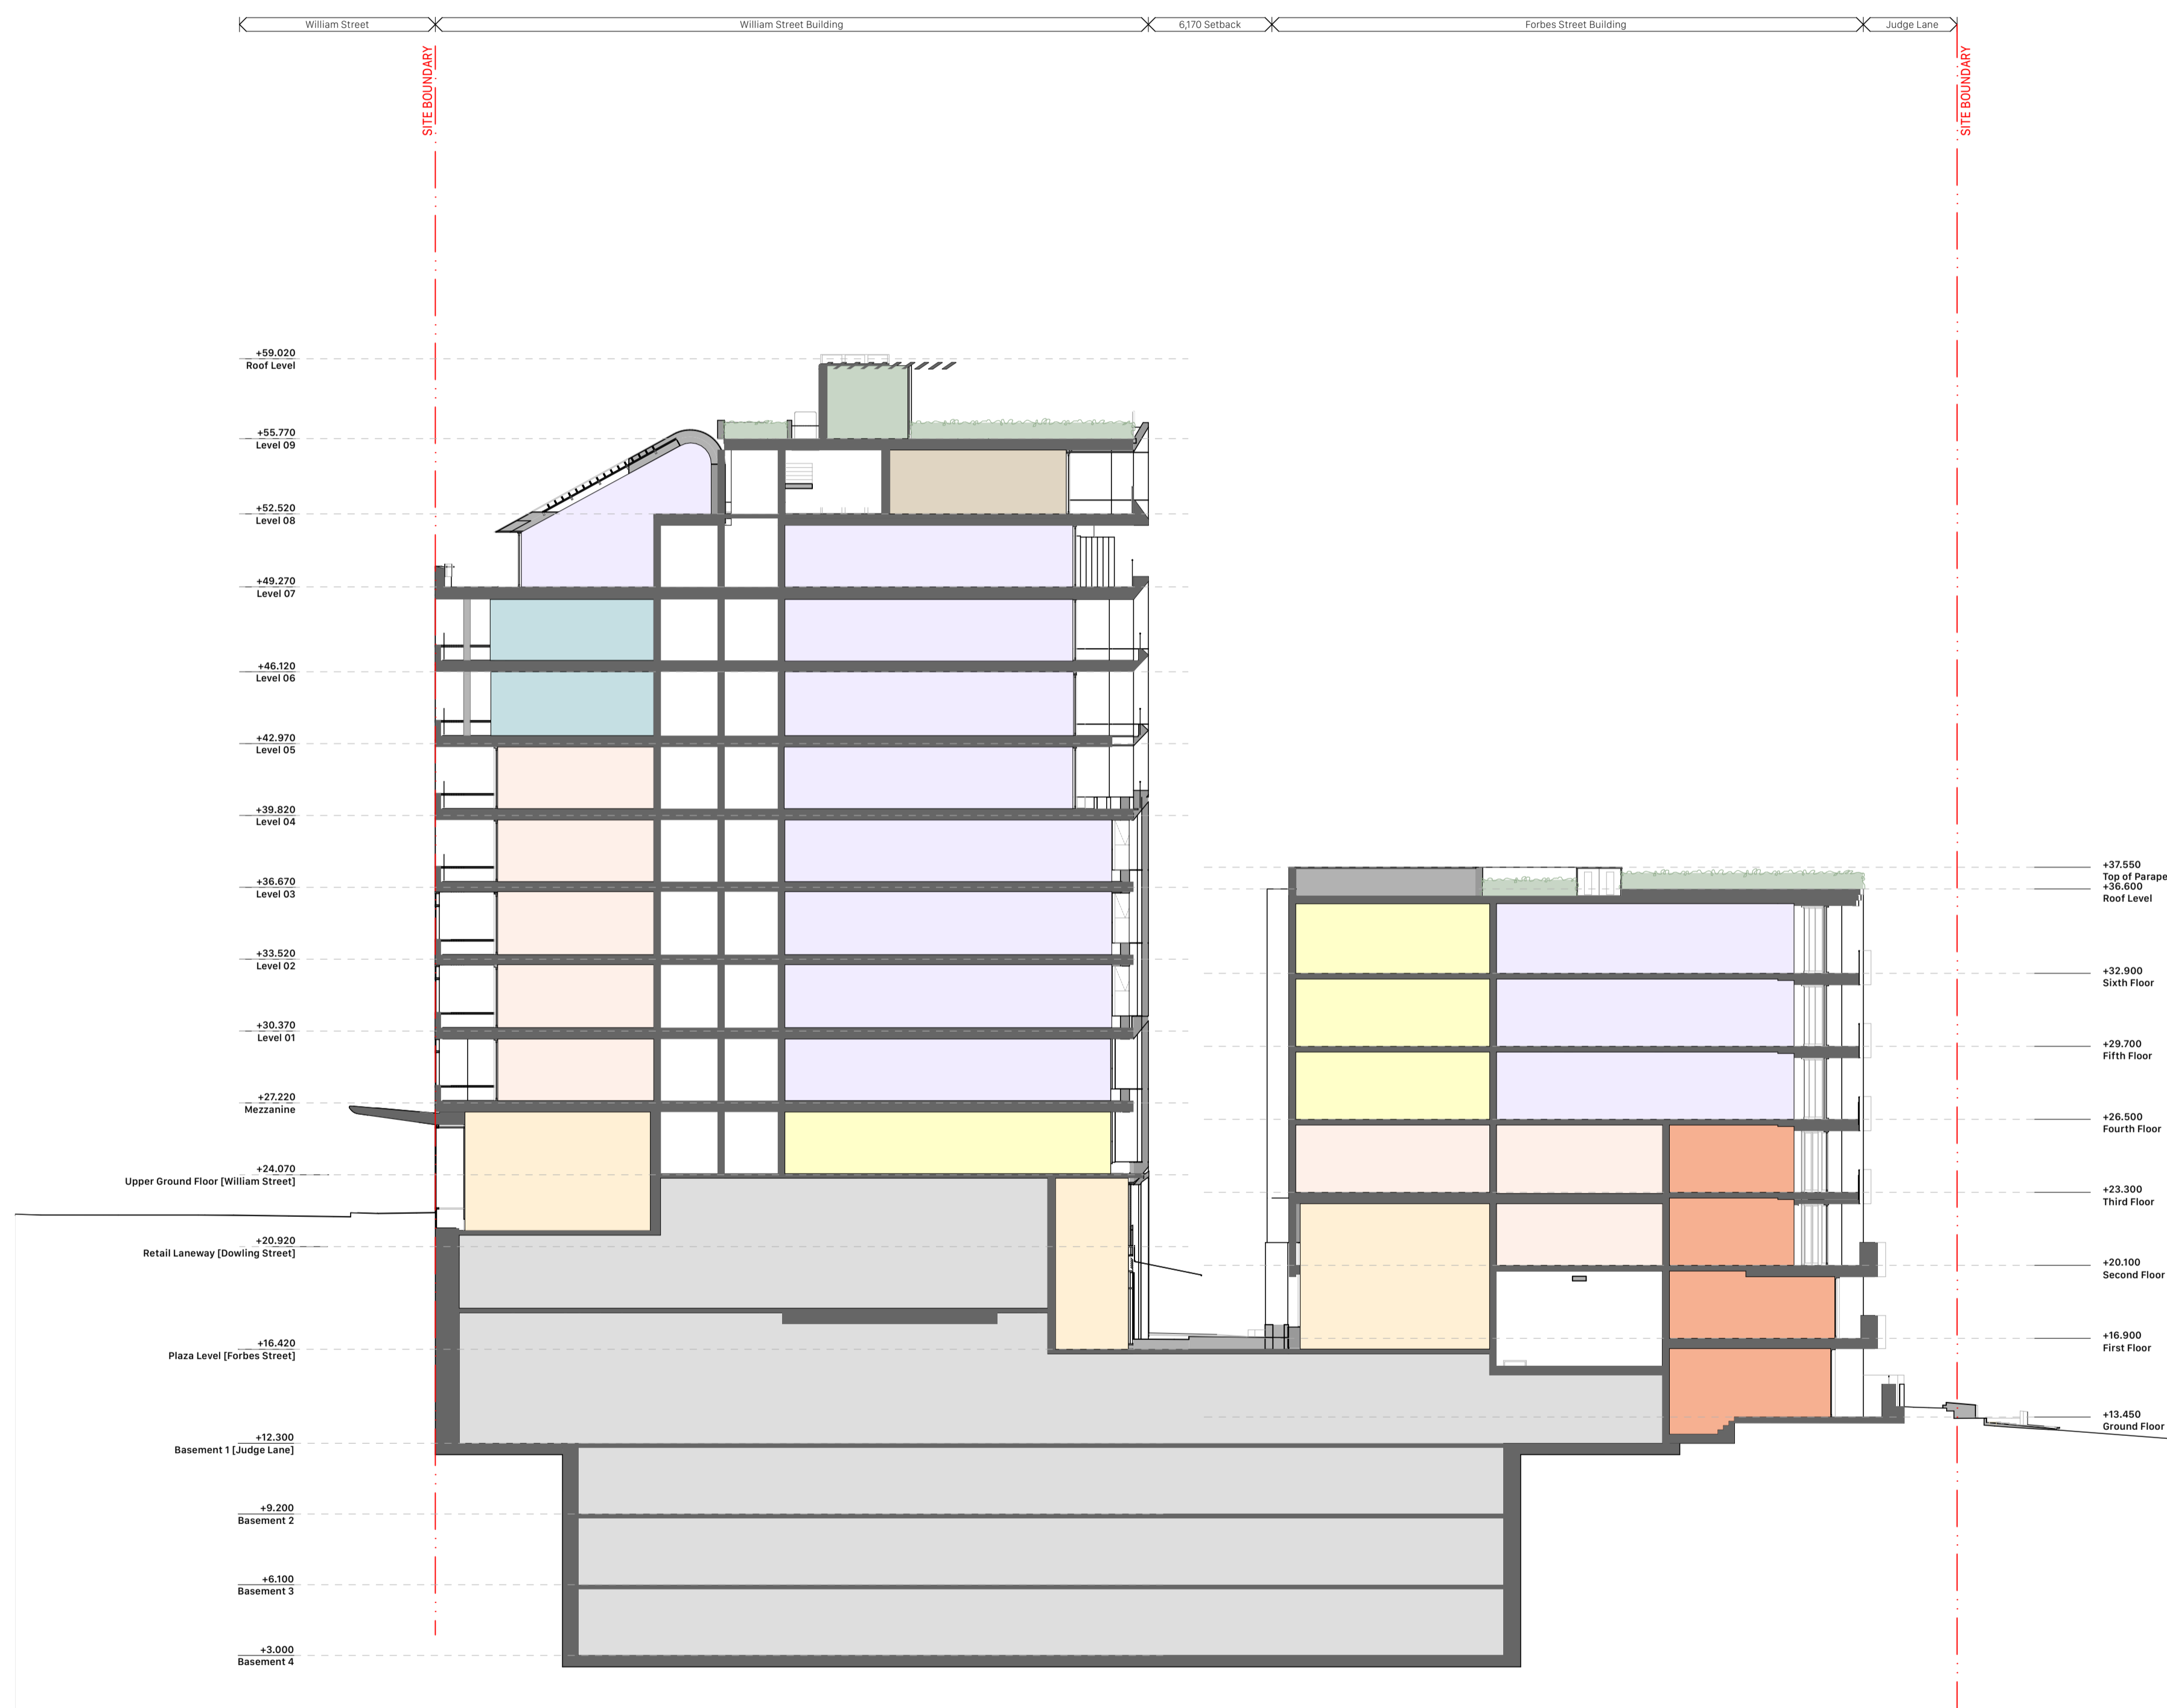 William Street
William Street Building
6,170 Setback
Forbes Street Building
Judge Lane
SITE BOUNDARY
SITE BOUNDARY
+59.020
Roof Level
+55.770
Level 09
+52.520
Level 08
+49.270
Level 07
+46.120
Level 06
+42.970
Level 05
+39.820
Level 04
+36.670
Level 03
+33.520
Level 02
+30.370
Level 01
+27.220
Mezzanine
+24.070
Upper Ground Floor [William Street]
+20.920
Retail Laneway [Dowling Street]
+16.420
Plaza Level [Forbes Street]
+12.300
Basement 1 [Judge Lane]
+9.200
Basement 2
+6.100
Basement 3
+3.000
Basement 4
+37.550
Top of Parape
+36.600
Roof Level
+32.900
Sixth Floor
+29.700
Fifth Floor
+26.500
Fourth Floor
+23.300
Third Floor
+20.100
Second Floor
+16.900
First Floor
+13.450
Ground Floor